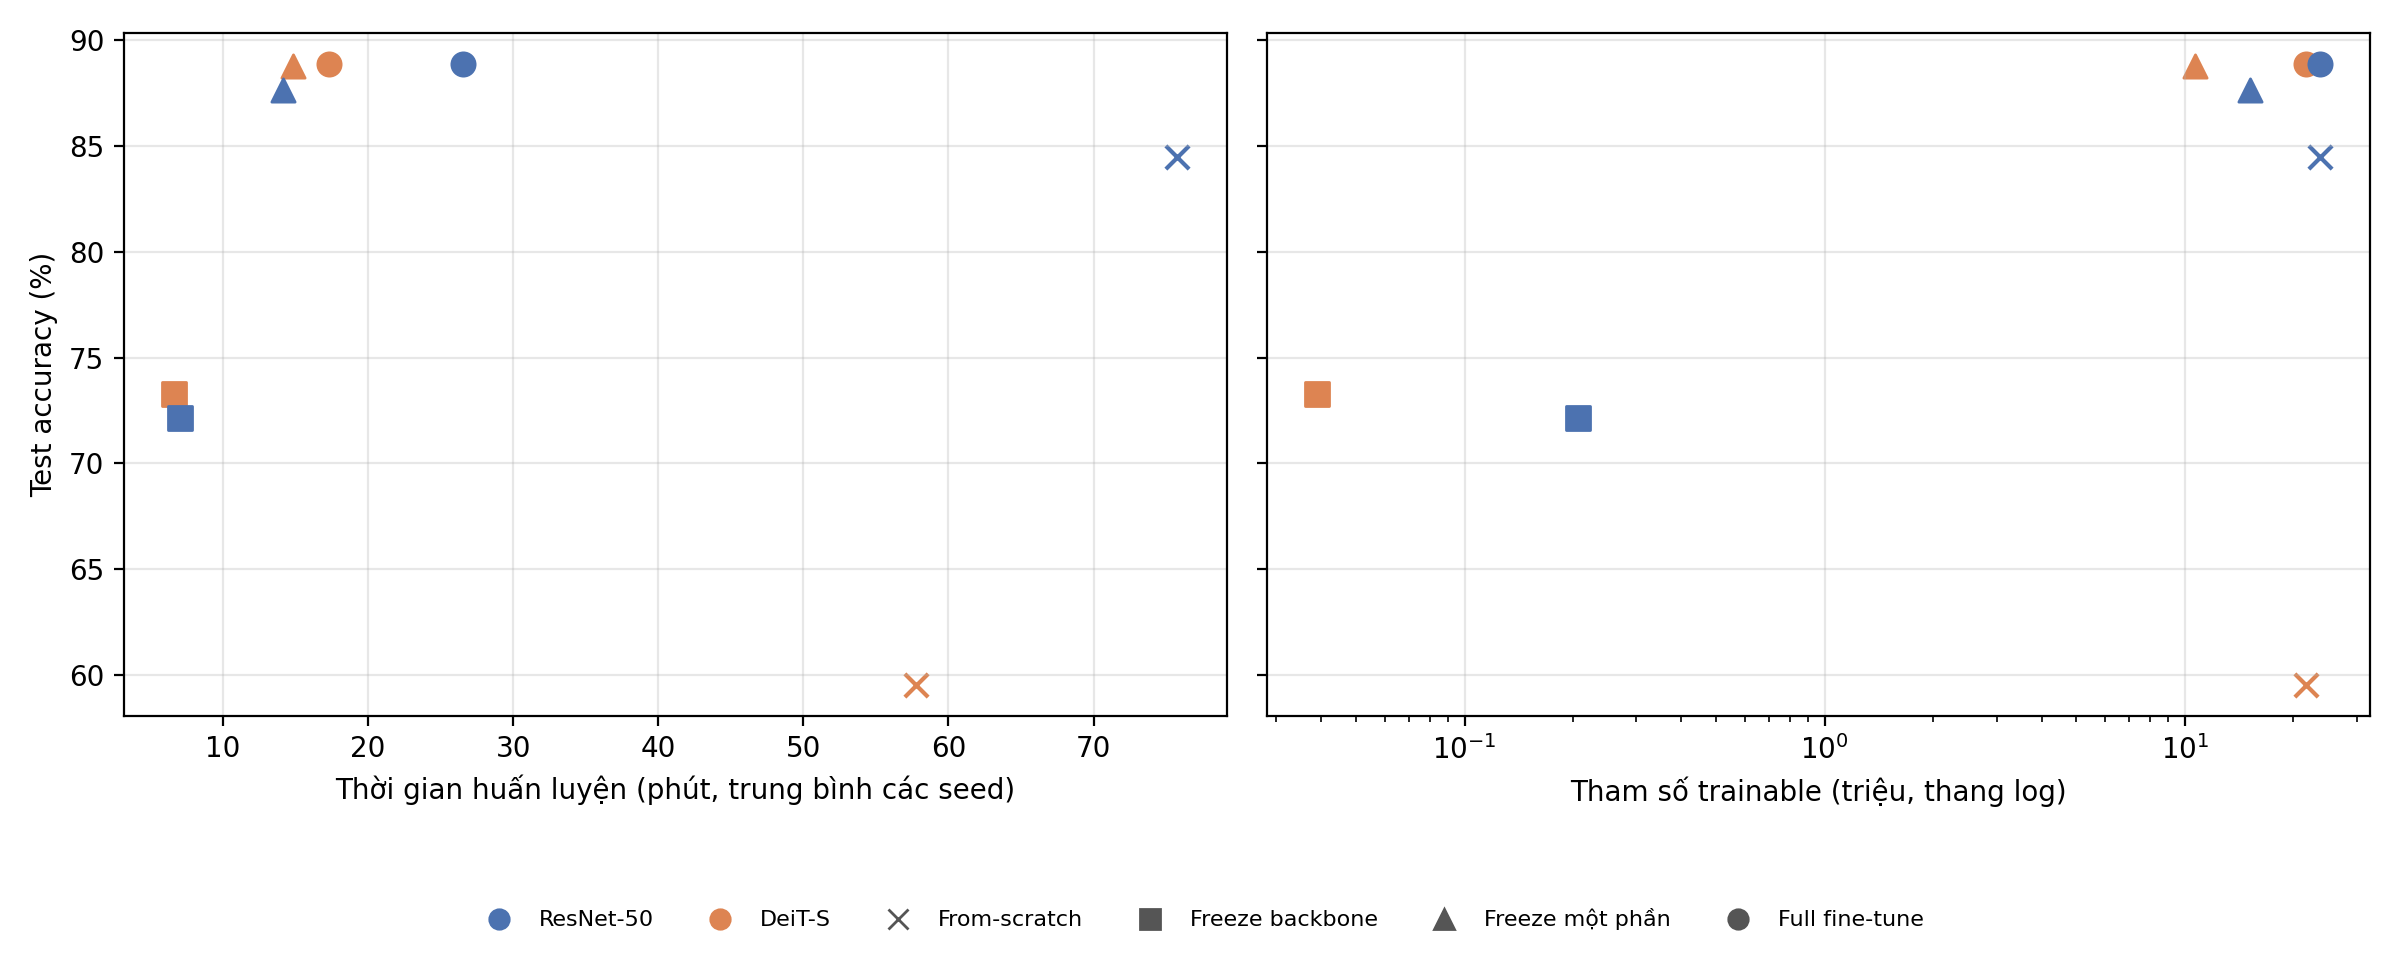 90
85
80
75
70
65
60
Test accuracy (%)
10 20 30 40 50 60 70
Thời gian huấn luyện (phút, trung bình các seed)
10⁻¹ 10⁰ 10¹
Tham số trainable (triệu, thang log)
ResNet-50 DeiT-S From-scratch Freeze backbone Freeze một phần Full fine-tune